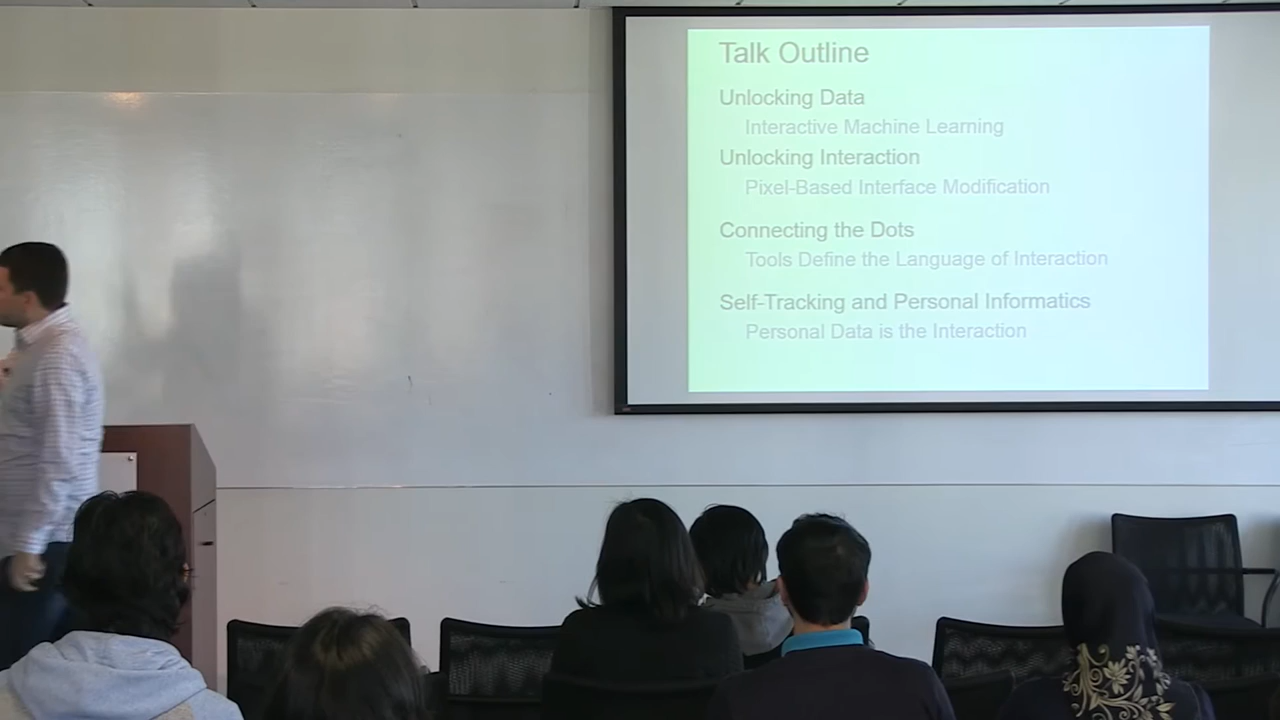 Talk Outline
Unlocking Data
Interactive Machine Learning
Unlocking Interaction
Pixel-Based Interface Modification
Connecting the Dots
Tools Define the Language of Interaction
Self-Tracking and Personal Informatics
Personal Data is the Interaction